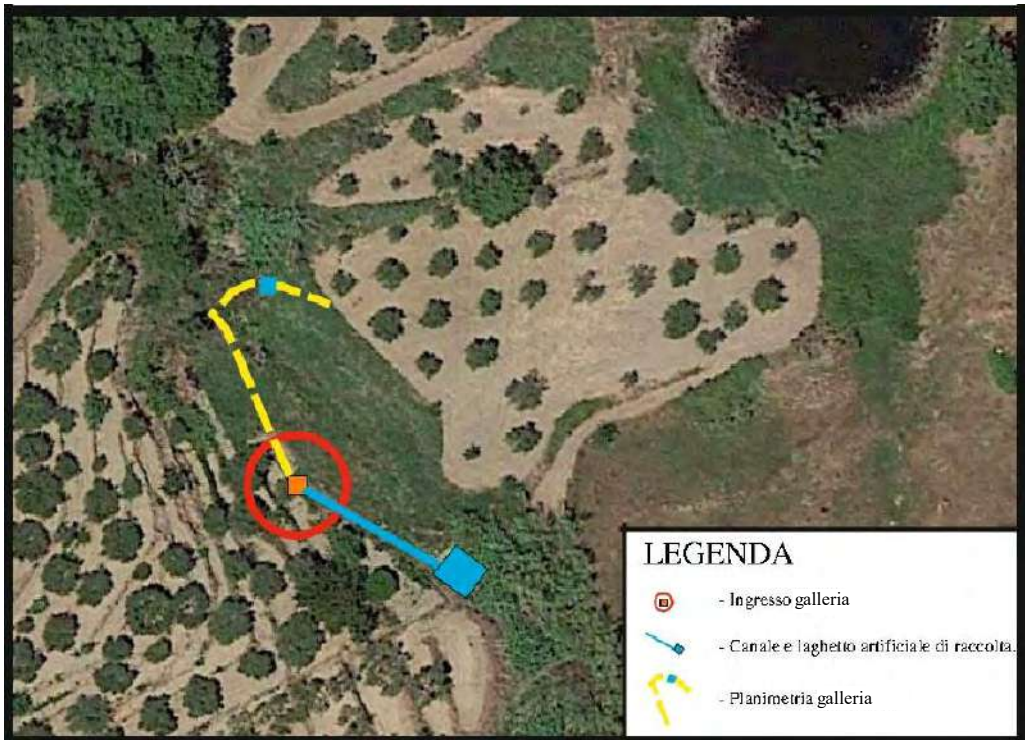 LEGENDA
- Ingresso galleria
- Canale e laghetto artificiale di raccolta.
- Planimetria galleria